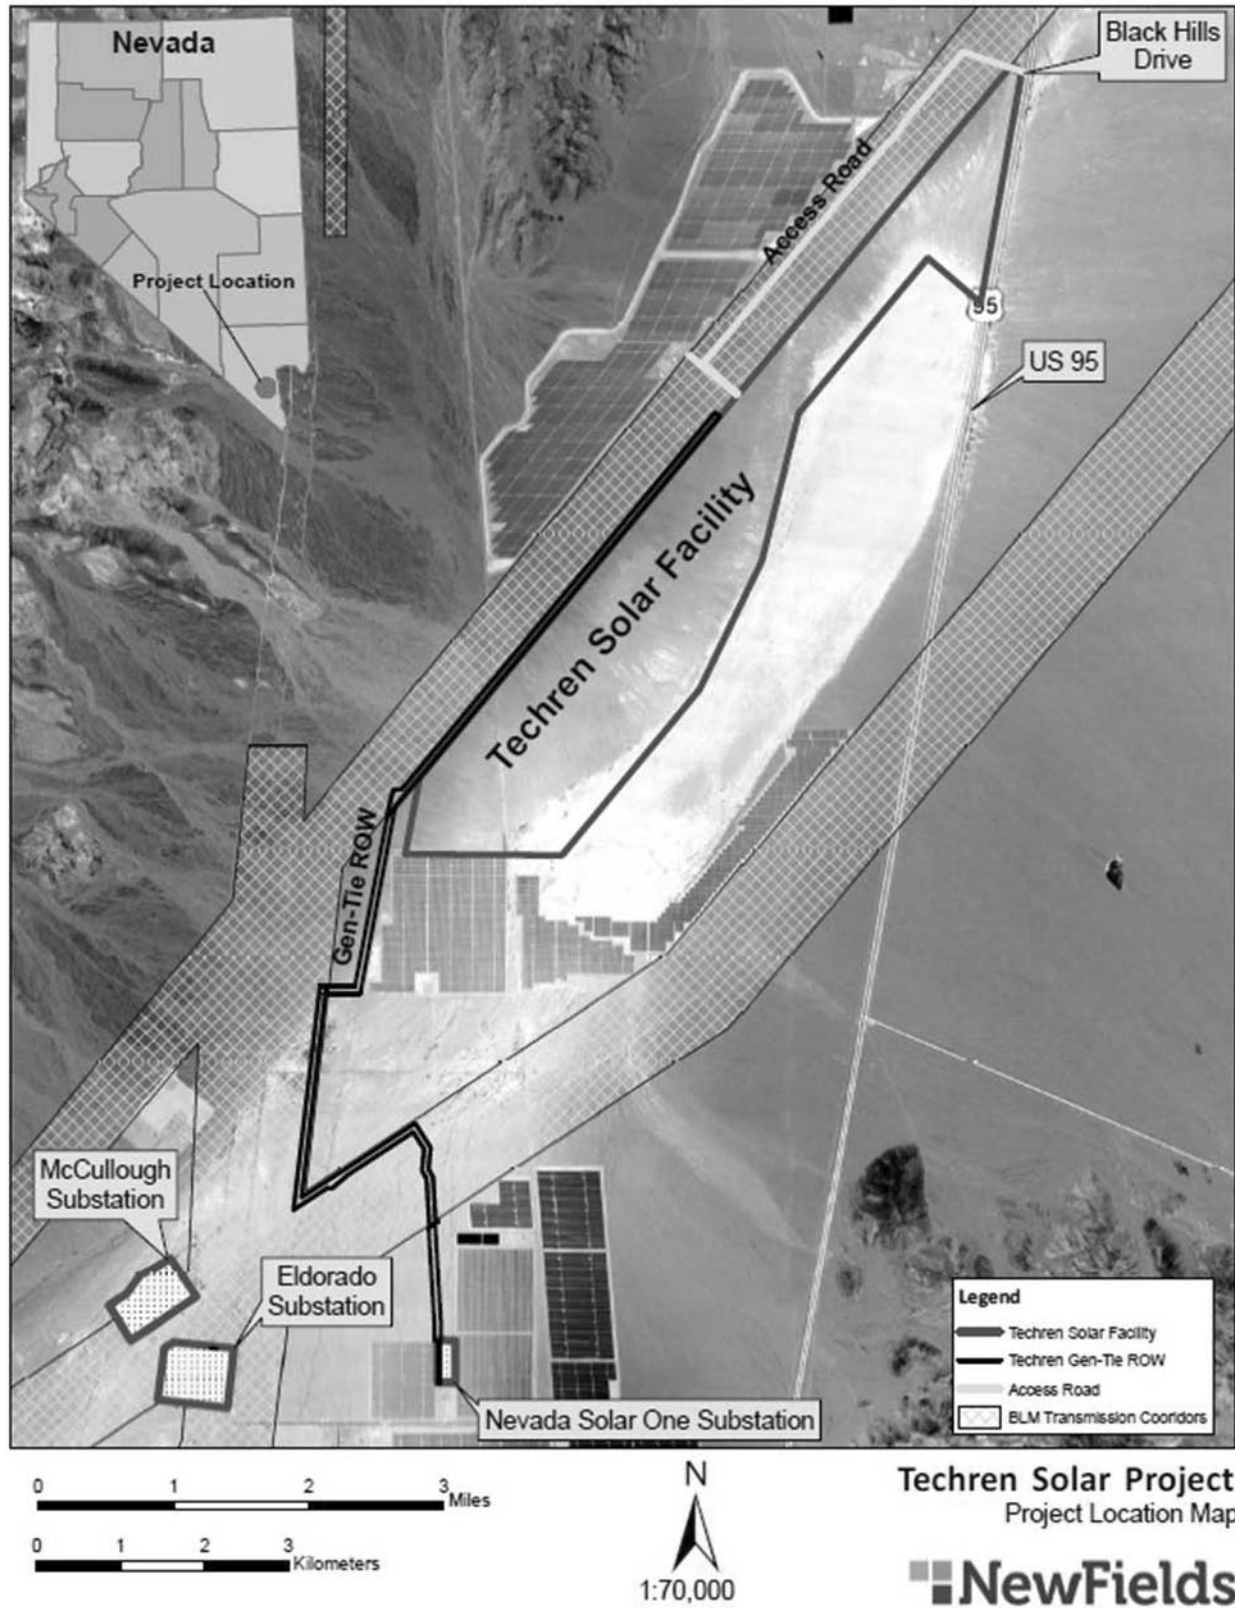 Nevada
Project Location
Black Hills
Drive
Access Road
95
US 95
Techren Solar Facility
Gen-Tie ROW
McCullough
Substation
Eldorado
Substation
Nevada Solar One Substation
Legend
Techren Solar Facility
Techren Gen-Tie ROW
Access Road
BLM Transmission Cooridors
0 1 2 3
Miles
0 1 2 3
Kilometers
N
1:70,000
Techren Solar Project
Project Location Map
NewFields